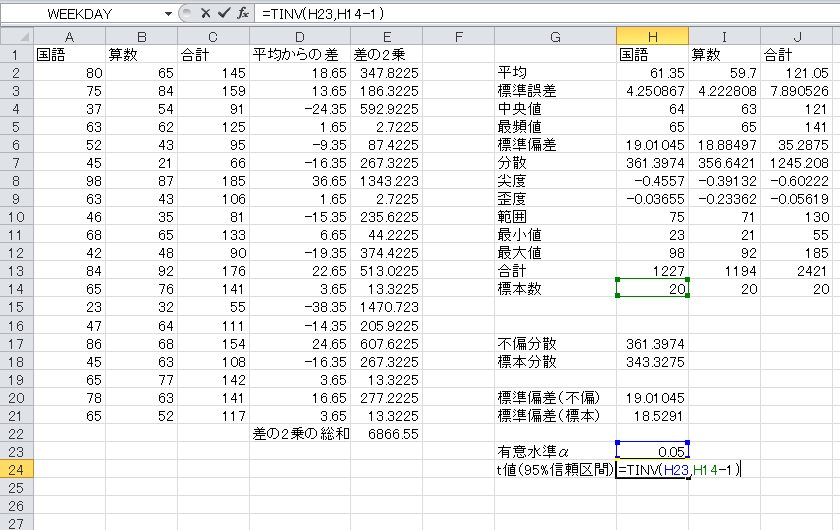 WEEKDAY fx =TINV(H23,H14-1)
A B C D E F G H I J
1 国語 算数 合計 平均からの差 差の2乗 国語 算数 合計
2 80 65 145 18.65 347.8225 平均 61.35 59.7 121.05
3 75 84 159 13.65 186.3225 標準誤差 4.250867 4.222808 7.890526
4 37 54 91 -24.35 592.9225 中央値 64 63 121
5 63 62 125 1.65 2.7225 最頻値 65 65 141
6 52 43 95 -9.35 87.4225 標準偏差 19.01045 18.88497 35.2875
7 45 21 66 -16.35 267.3225 分散 361.3974 356.6421 1245.208
8 98 87 185 36.65 1343.223 尖度 -0.4557 -0.39132 -0.60222
9 63 43 106 1.65 2.7225 歪度 -0.03655 -0.23362 -0.05619
10 46 35 81 -15.35 235.6225 範囲 75 71 130
11 68 65 133 6.65 44.2225 最小値 23 21 55
12 42 48 90 -19.35 374.4225 最大値 98 92 185
13 84 92 176 22.65 513.0225 合計 1227 1194 2421
14 65 76 141 3.65 13.3225 標本数 20 20 20
15 23 32 55 -38.35 1470.723
16 47 64 111 -14.35 205.9225
17 86 68 154 24.65 607.6225 不偏分散 361.3974
18 45 63 108 -16.35 267.3225 標本分散 343.3275
19 65 77 142 3.65 13.3225
20 78 63 141 16.65 277.2225 標準偏差(不偏) 19.01045
21 65 52 117 3.65 13.3225 標準偏差(標本) 18.5291
22 差の2乗の総和 6866.55
23 有意水準α 0.05
24 t値(95%信頼区間) =TINV(H23,H14-1)
25
26
27